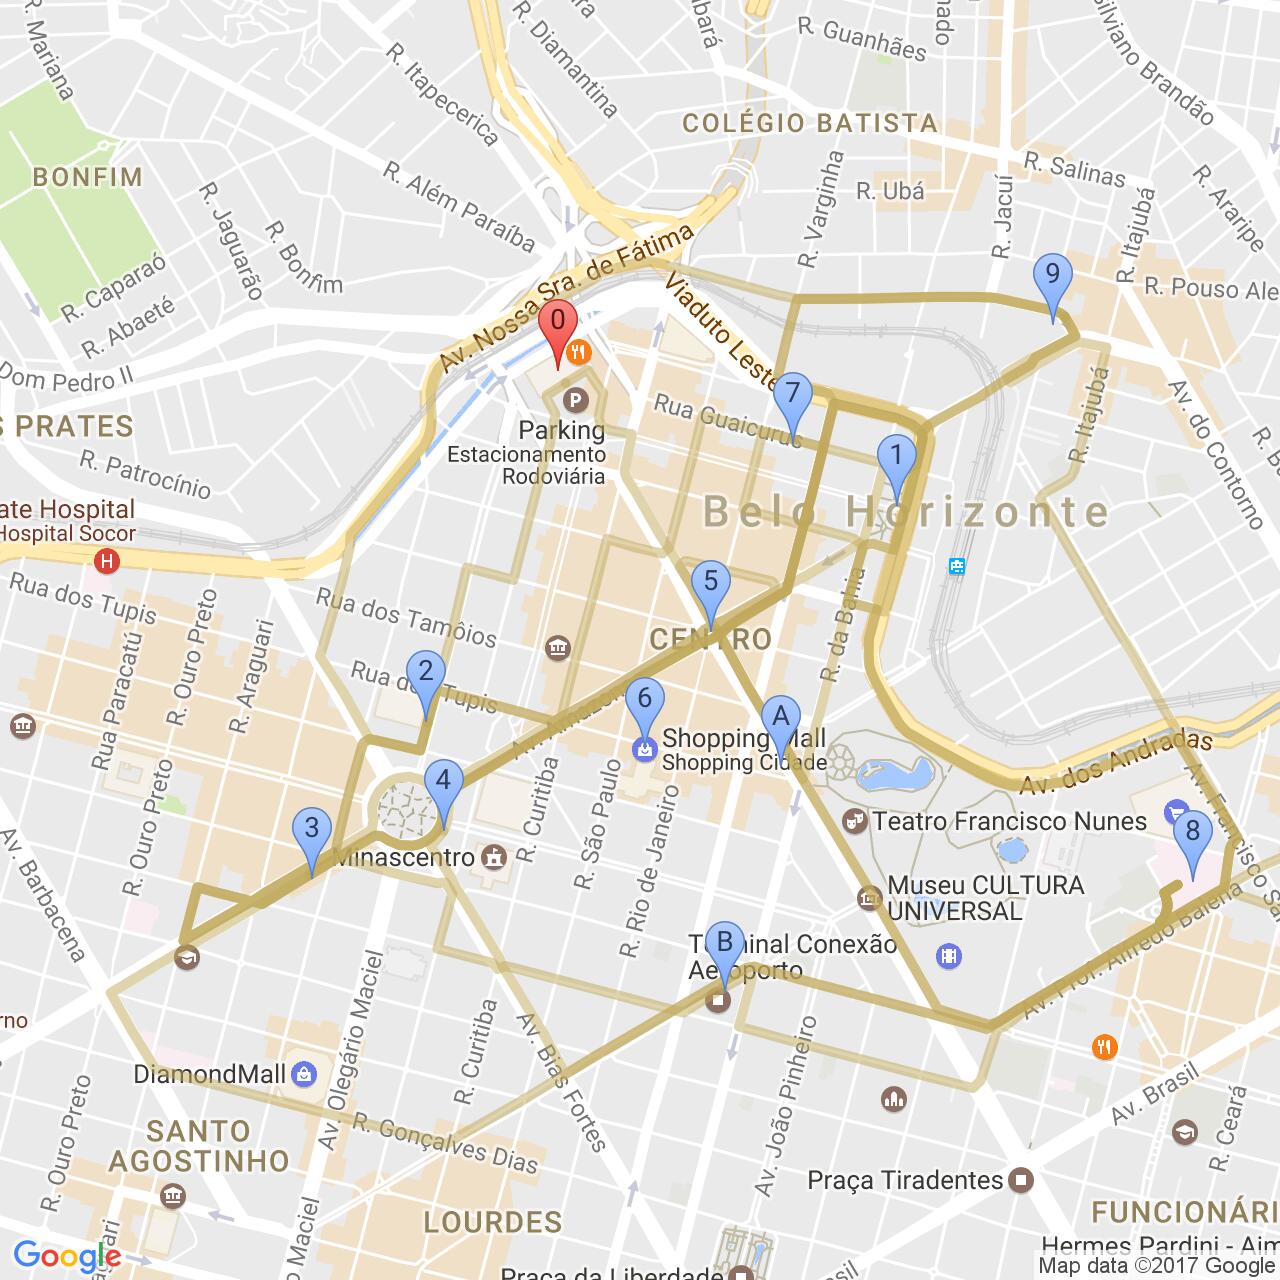 R. Mariana
R. Diamantina
R. Guanhães
Silviano Brandão
R. Itapecerica
COLÉGIO BATISTA
BONFIM
R. Além Paraíba
R. Varginha
R. Ubá
R. Jacuí
R. Salinas
R. Itajubá
R. Araripe
R. Jaguarão
R. Bonfim
R. Caparaó
R. Abaeté
Av. Nossa Sra. de Fátima
Viaduto Leste
R. Pouso Ale
9
0
Dom Pedro II
7
Parking
Estacionamento
Rodoviária
Rua Guaicurus
R. Itajubá
Av. do Contorno
S PRATES
R. Patrocínio
1
ate Hospital
Hospital Socor
Belo Horizonte
Rua dos Tupis
R. Ouro Preto
Rua dos Tamôios
5
CENTRO
R. da Bahia
Rua Paracatú
R. Araguari
2
Rua dos Tupis
6
A
Av. Amazon
Shopping Mall
Shopping Cidade
Av. dos Andradas
4
3
R. Ouro Preto
R. Curitiba
R. São Paulo
R. Rio de Janeiro
Teatro Francisco Nunes
Av. Francisco Sa
8
Minascentro
Av. Barbacena
Museu CULTURA
UNIVERSAL
B
Terminal Conexão
Aeroporto
Av. Prof. Alfredo Balena
rno
Av. Olegário Maciel
R. Curitiba
Av. Bias Fortes
Av. João Pinheiro
DiamondMall
R. Ouro Preto
Av. Brasil
R. Ceará
SANTO
AGOSTINHO
R. Gonçalves Dias
Praça Tiradentes
LOURDES
FUNCIONÁRI
Hermes Pardini - Aim
Praça da Liberdade
Google
Map data ©2017 Google